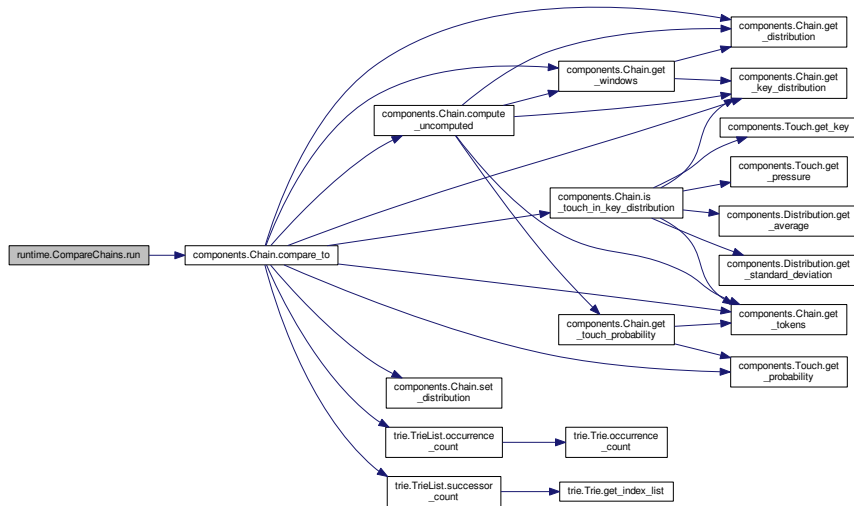 runtime.CompareChains.run
components.Chain.compare_to
components.Chain.compute
_uncomputed
components.Chain.get
_windows
components.Chain.is
_touch_in_key_distribution
components.Chain.get
_touch_probability
components.Chain.set
_distribution
trie.TrieList.occurrence
_count
trie.TrieList.successor
_count
components.Chain.get
_distribution
components.Chain.get
_key_distribution
components.Touch.get_key
components.Touch.get
_pressure
components.Distribution.get
_average
components.Distribution.get
_standard_deviation
components.Chain.get
_tokens
components.Touch.get
_probability
trie.Trie.occurrence
_count
trie.Trie.get_index_list